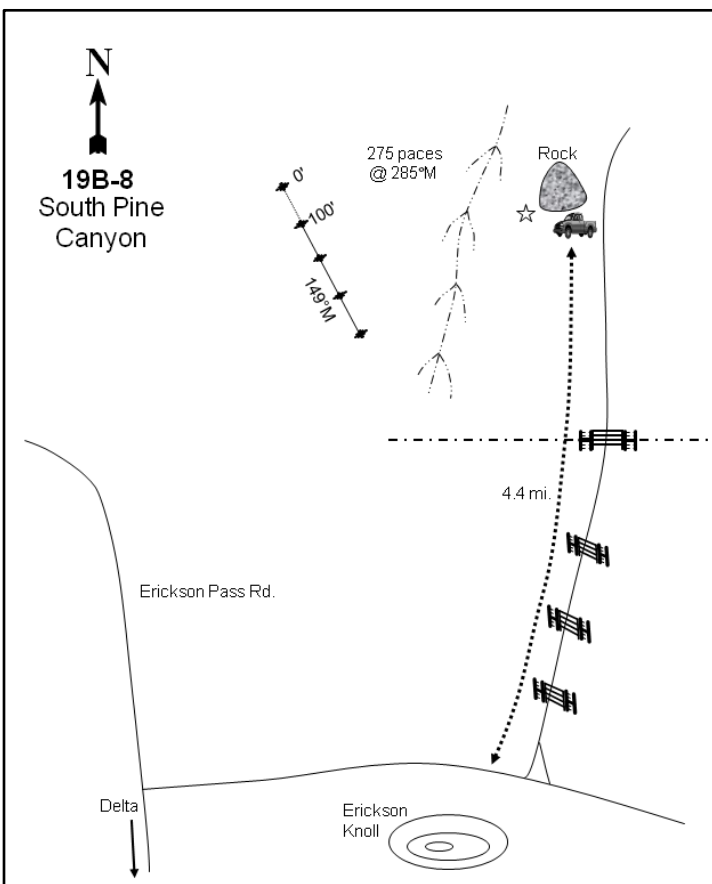 N
19B-8
South Pine
Canyon
275 paces
@ 285°M
Rock
0'
100'
149°M
4.4 mi.
Erickson Pass Rd.
Delta
Erickson
Knoll